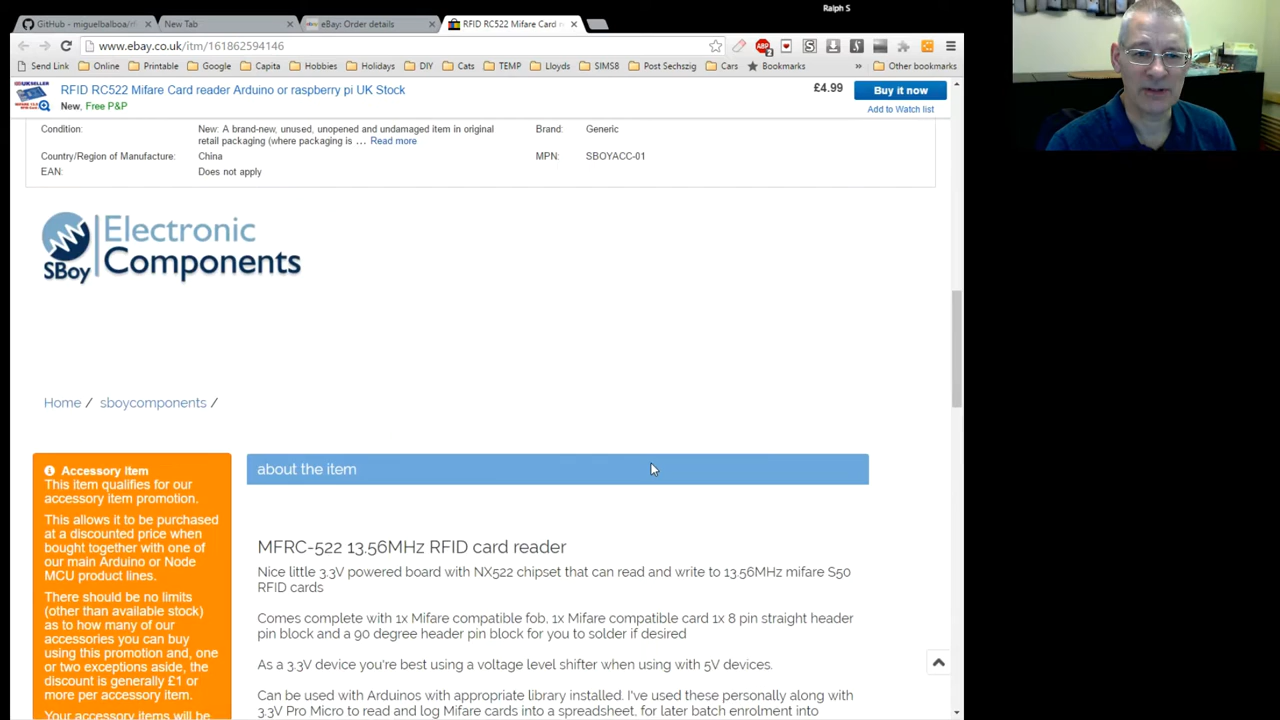 Ralph S
GitHub - miguelbalboa/rfi
New Tab
eBay: Order details
RFID RC522 Mifare Card r
www.ebay.co.uk/itm/161862594146
Send Link
Online
Printable
Google
Capita
Hobbies
Holidays
DIY
Cats
TEMP
Lloyds
SIMS8
Post Sechszig
Cars
Bookmarks
»
Other bookmarks
RFID RC522 Mifare Card reader Arduino or raspberry pi UK Stock
New, Free P&P
£4.99
Buy it now
Add to Watch list
Condition:
New: A brand-new, unused, unopened and undamaged item in original
retail packaging (where packaging is ... Read more
Brand:
Generic
Country/Region of Manufacture:
China
MPN:
SBOYACC-01
EAN:
Does not apply
SBoy
Electronic
Components
Home / sboycomponents /
Accessory Item
This item qualifies for our
accessory item promotion.
This allows it to be purchased
at a discounted price when
bought together with one of
our main Arduino or Node
MCU product lines.
There should be no limits
(other than available stock)
as to how many of our
accessories you can buy
using this promotion and, one
or two exceptions aside, the
discount is generally £1 or
more per accessory item.
Your accessory items will be
about the item
MFRC-522 13.56MHz RFID card reader
Nice little 3.3V powered board with NX522 chipset that can read and write to 13.56MHz mifare S50
RFID cards
Comes complete with 1x Mifare compatible fob, 1x Mifare compatible card 1x 8 pin straight header
pin block and a 90 degree header pin block for you to solder if desired
As a 3.3V device you're best using a voltage level shifter when using with 5V devices.
Can be used with Arduinos with appropriate library installed. I've used these personally along with
3.3V Pro Micro to read and log Mifare cards into a spreadsheet, for later batch enrolment into